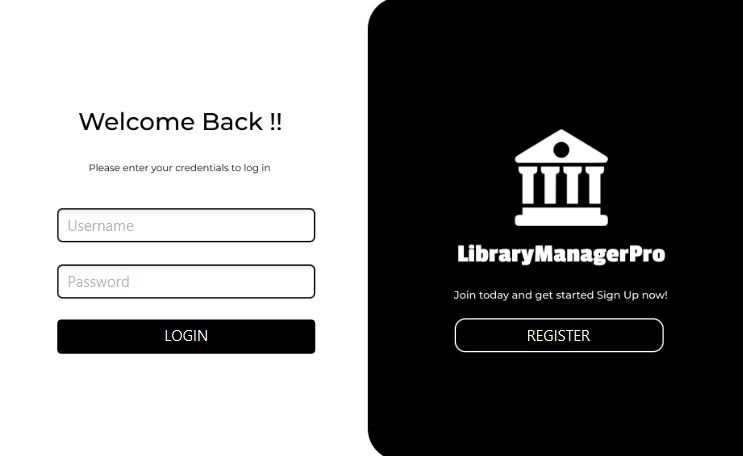 Welcome Back !!
Please enter your credentials to log in
Username
Password
LOGIN
LibraryManagerPro
Join today and get started Sign Up now!
REGISTER